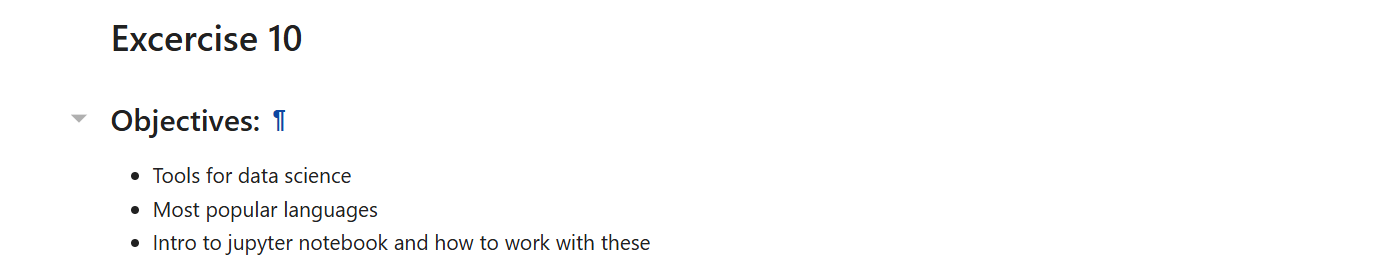 Excercise 10
Objectives: ¶
• Tools for data science
• Most popular languages
• Intro to jupyter notebook and how to work with these